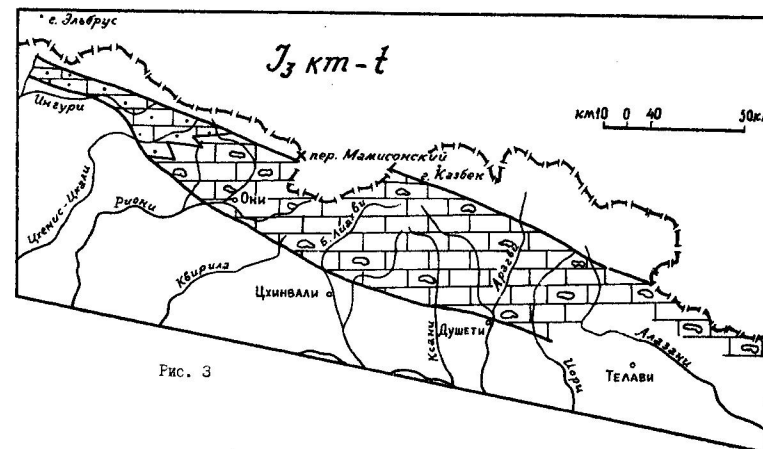 г. Эльбрус
J₃ km-t
Ингури
км10 0 40 50км
пер. Мамисонский
г. Казбек
Цхенис-Цкали
Риони
Они
Б. Лиахви
Арагви
Квирила
Цхинвали
Ксани
Душети
Иори
Алазани
Телави
Рис. 3